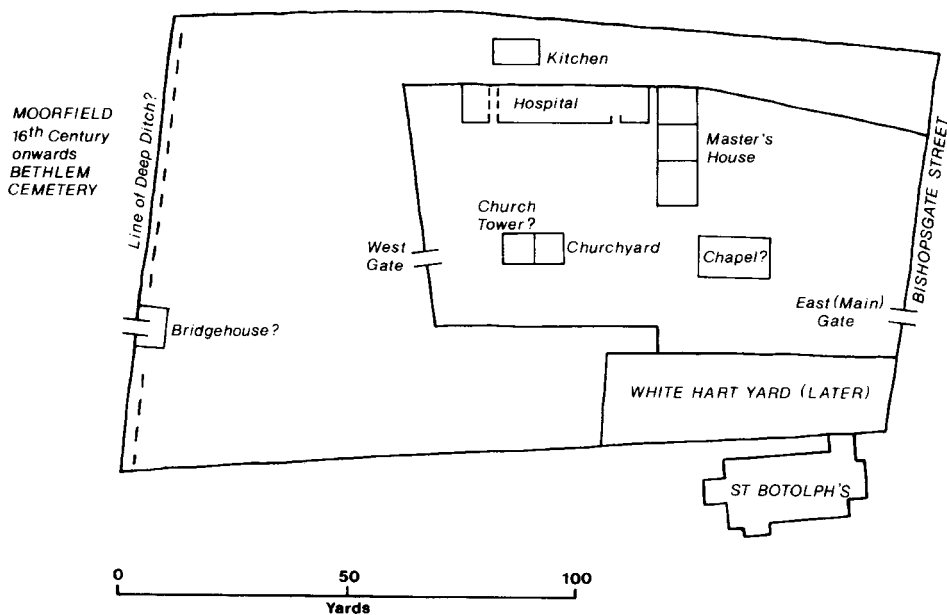 Kitchen
MOORFIELD
16th Century
onwards
BETHLEM
CEMETERY
Line of Deep Ditch?
Hospital
Master's
House
BISHOPSGATE STREET
Church
Tower?
Churchyard
West
Gate
Chapel?
East (Main)
Gate
Bridgehouse?
WHITE HART YARD (LATER)
ST BOTOLPH'S
0 50 100
Yards